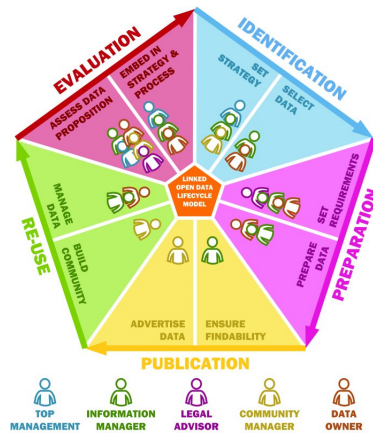 EVALUATION
IDENTIFICATION
PREPARATION
PUBLICATION
RE-USE
ASSESS DATA
PROPOSITION
EMBED IN
STRATEGY &
PROCESS
SET
STRATEGY
SELECT
DATA
SET
REQUIREMENTS
PREPARE
DATA
ENSURE
FINDABILITY
ADVERTISE
DATA
BUILD
COMMUNITY
MANAGE
DATA
LINKED
OPEN DATA
LIFECYCLE
MODEL
TOP
MANAGEMENT
INFORMATION
MANAGER
LEGAL
ADVISOR
COMMUNITY
MANAGER
DATA
OWNER